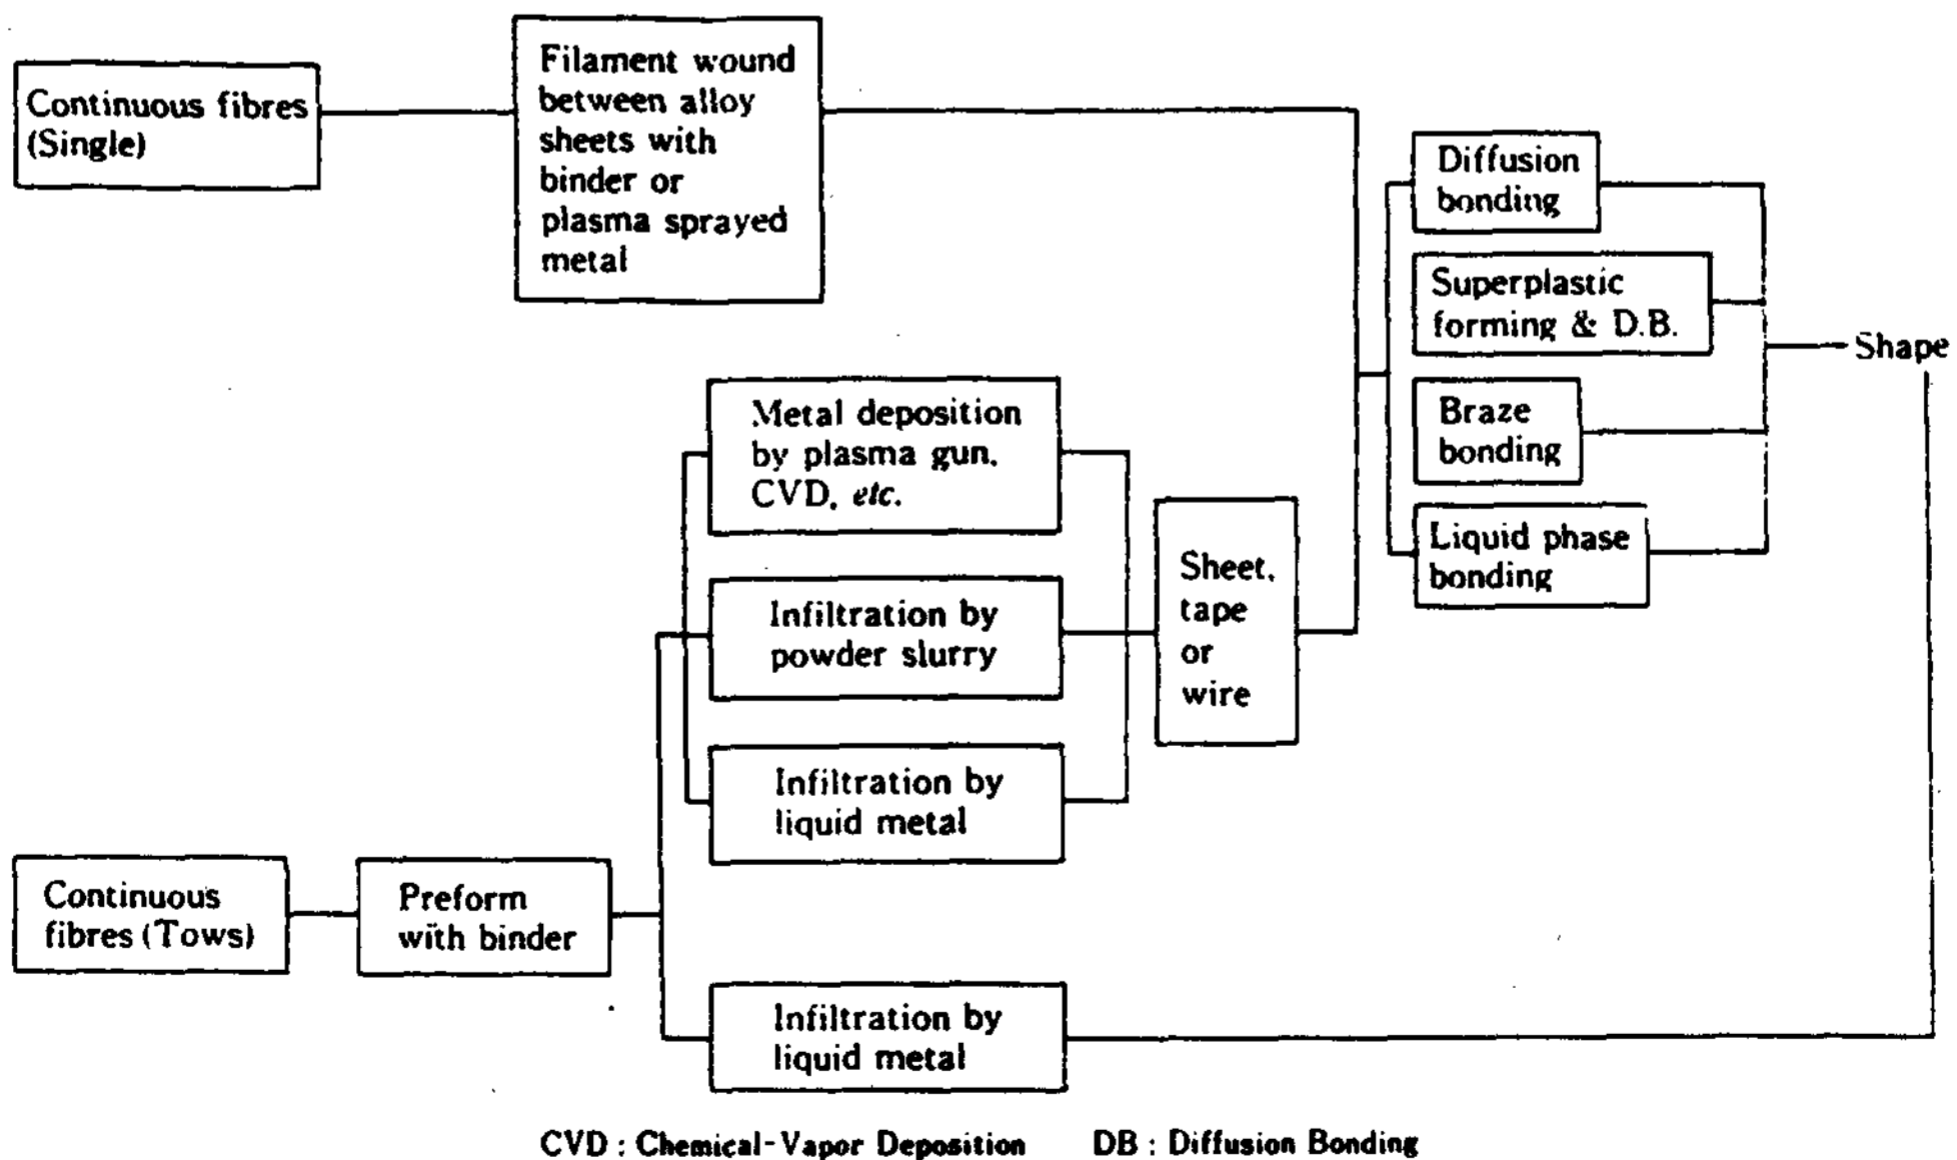 Continuous fibres
(Single)
Filament wound
between alloy
sheets with
binder or
plasma sprayed
metal
Diffusion
bonding
Superplastic
forming & D.B.
Braze
bonding
Liquid phase
bonding
Shape
Metal deposition
by plasma gun,
CVD, etc.
Infiltration by
powder slurry
Infiltration by
liquid metal
Sheet,
tape
or
wire
Continuous
fibres (Tows)
Preform
with binder
Infiltration by
liquid metal
CVD : Chemical-Vapor Deposition DB : Diffusion Bonding